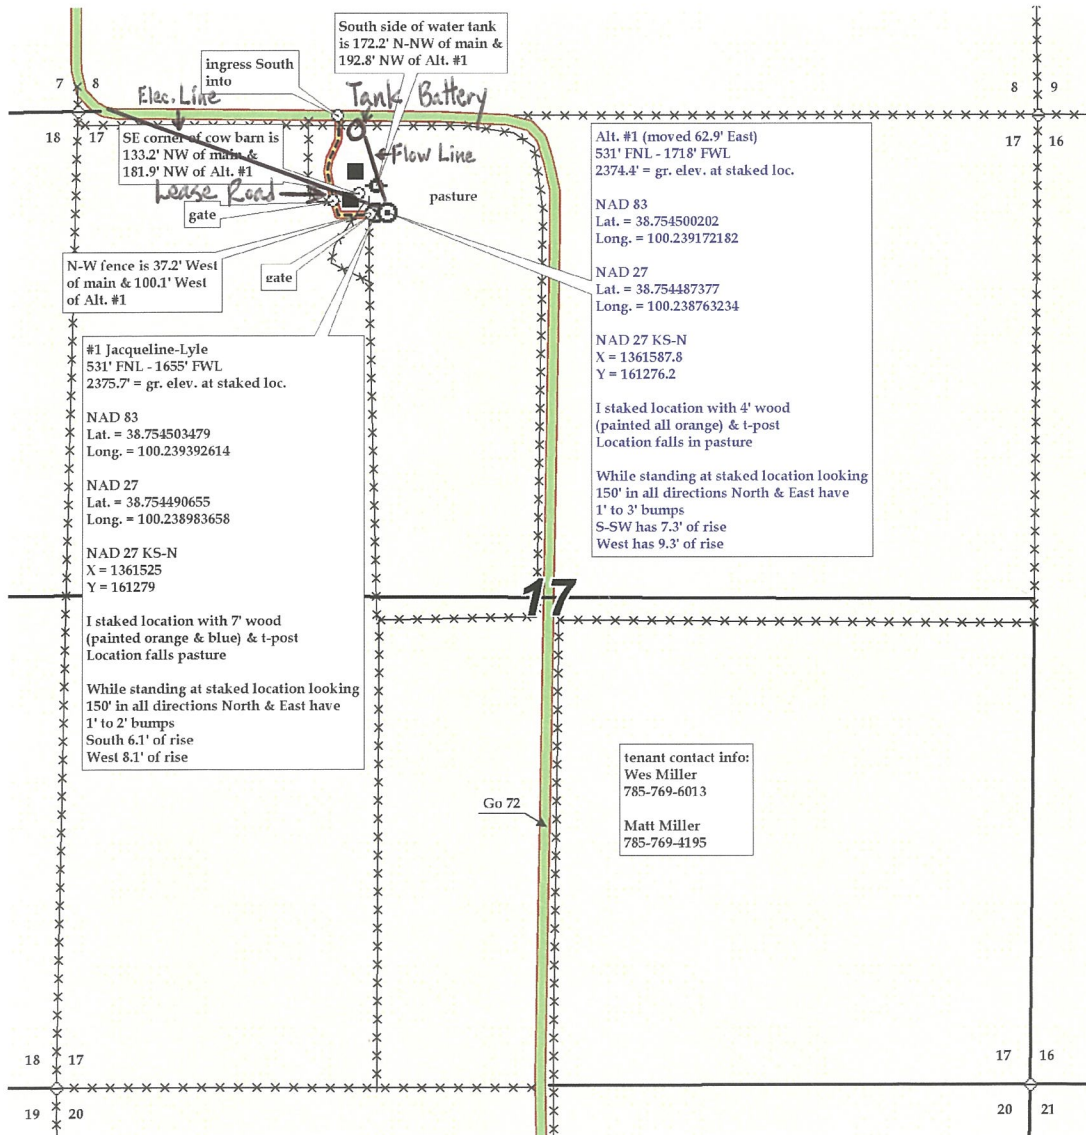 South side of water tank
is 172.2' N-NW of main &
192.8' NW of Alt. #1
ingress South
into
7 8
8 9
Elec. Line
Tank Battery
18 17
17 16
SE corner of cow barn is
133.2' NW of main &
181.9' NW of Alt. #1
Flow Line
Lease Road
pasture
gate
gate
N-W fence is 37.2' West
of main & 100.1' West
of Alt. #1
Alt. #1 (moved 62.9' East)
531' FNL - 1718' FWL
2374.4' = gr. elev. at staked loc.
NAD 83
Lat. = 38.754500202
Long. = 100.239172182
NAD 27
Lat. = 38.754487377
Long. = 100.238763234
NAD 27 KS-N
X = 1361587.8
Y = 161276.2
I staked location with 4' wood
(painted all orange) & t-post
Location falls in pasture
While standing at staked location looking
150' in all directions North & East have
1' to 3' bumps
S-SW has 7.3' of rise
West has 9.3' of rise
#1 Jacqueline-Lyle
531' FNL - 1655' FWL
2375.7' = gr. elev. at staked loc.
NAD 83
Lat. = 38.754503479
Long. = 100.239392614
NAD 27
Lat. = 38.754490655
Long. = 100.238983658
NAD 27 KS-N
X = 1361525
Y = 161279
I staked location with 7' wood
(painted orange & blue) & t-post
Location falls pasture
While standing at staked location looking
150' in all directions North & East have
1' to 2' bumps
South 6.1' of rise
West 8.1' of rise
17
tenant contact info:
Wes Miller
785-769-6013
Matt Miller
785-769-4195
Go 72
18 17
17 16
19 20
20 21